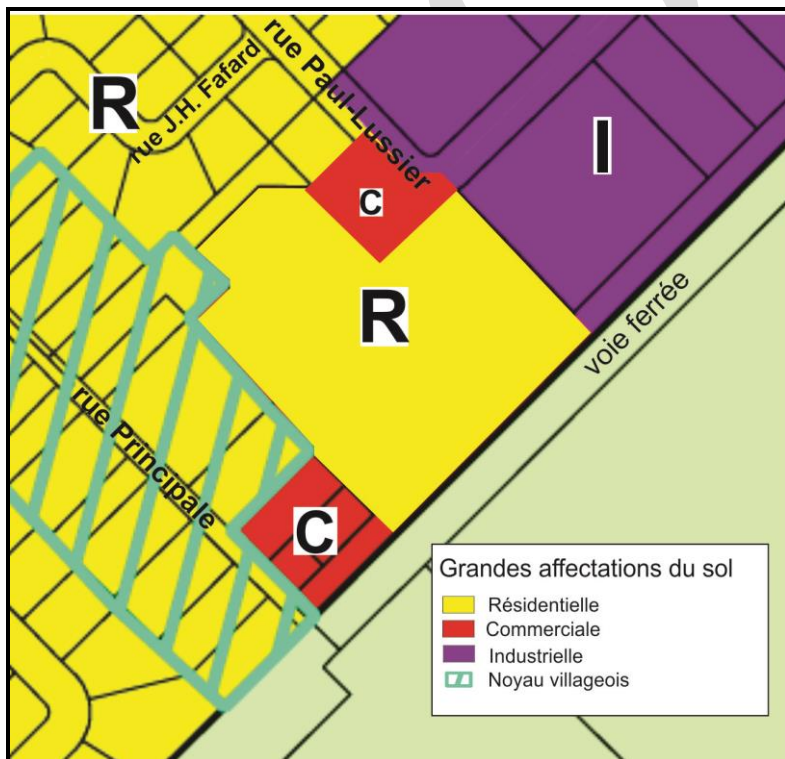 rue Paul-Lussier
R
rue J.H. Fafard
I
C
R
voie ferrée
rue Principale
C
Grandes affectations du sol
Résidentielle
Commerciale
Industrielle
Noyau villageois